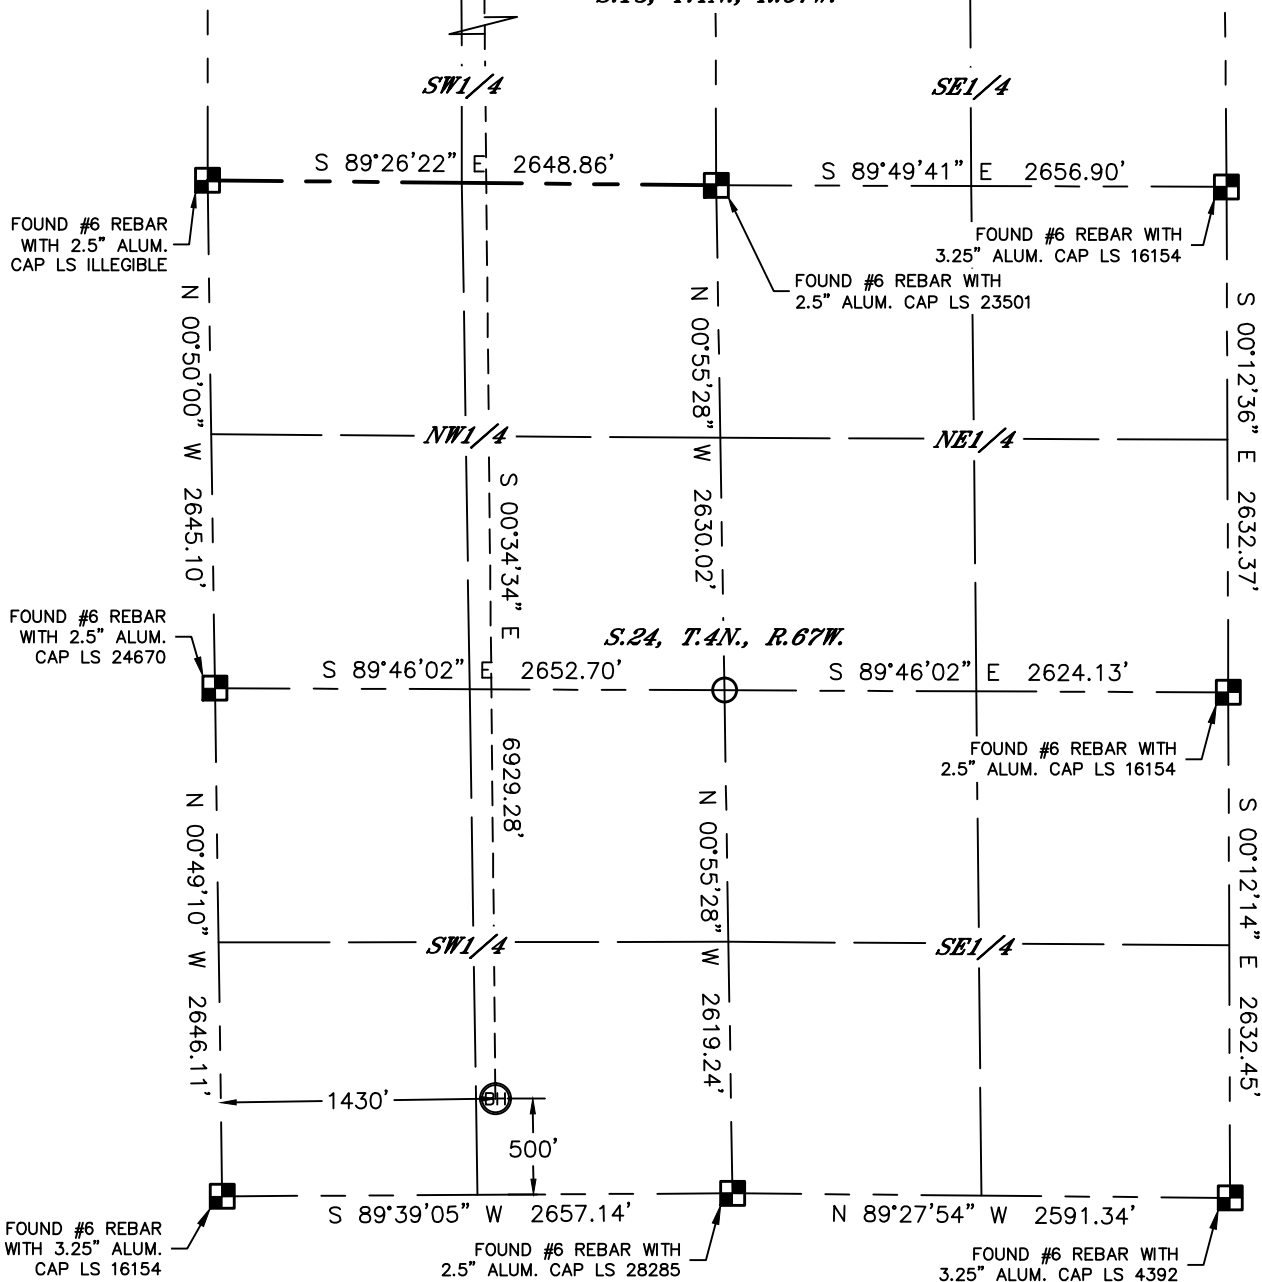 SW1/4
SE1/4
S 89°26'22" E 2648.86'
S 89°49'41" E 2656.90'
FOUND #6 REBAR
WITH 2.5" ALUM.
CAP LS ILLEGIBLE
FOUND #6 REBAR WITH
3.25" ALUM. CAP LS 16154
FOUND #6 REBAR WITH
2.5" ALUM. CAP LS 23501
N 00°50'00" W 2645.10'
N 00°55'28" W 2630.02'
S 00°12'36" E 2632.37'
NW1/4
NE1/4
S 00°34'34" E 6929.28'
FOUND #6 REBAR
WITH 2.5" ALUM.
CAP LS 24670
S.24, T.4N., R.67W.
S 89°46'02" E 2652.70'
S 89°46'02" E 2624.13'
FOUND #6 REBAR WITH
2.5" ALUM. CAP LS 16154
N 00°49'10" W 2646.11'
N 00°55'28" W 2619.24'
S 00°12'14" E 2632.45'
SW1/4
SE1/4
1430'
BH
500'
S 89°39'05" W 2657.14'
N 89°27'54" W 2591.34'
FOUND #6 REBAR
WITH 3.25" ALUM.
CAP LS 16154
FOUND #6 REBAR WITH
2.5" ALUM. CAP LS 28285
FOUND #6 REBAR WITH
3.25" ALUM. CAP LS 4392